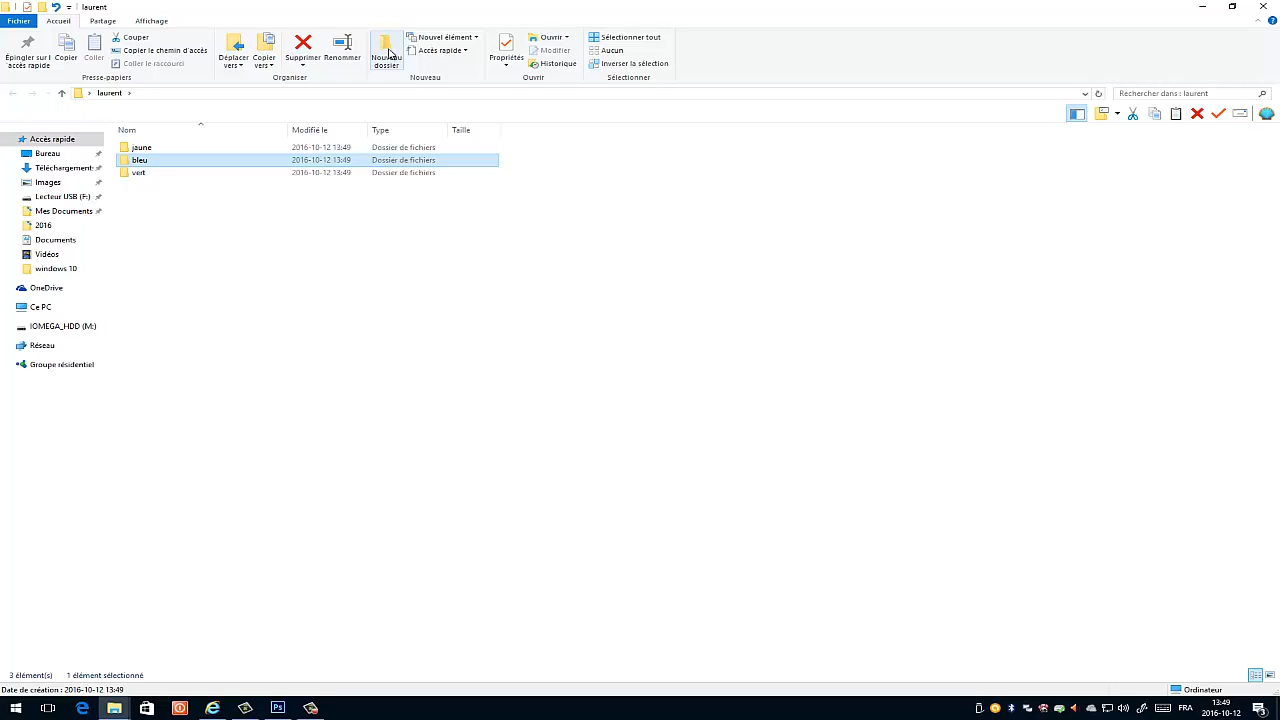 laurent
Fichier Accueil Partage Affichage
Épingler sur l'accès rapide Copier Coller Couper Copier le chemin d'accès Coller le raccourci
Presse-papiers
Déplacer vers Copier vers Supprimer Renommer
Organiser
Nouveau dossier Nouvel élément Accès rapide
Nouveau
Propriétés Ouvrir Modifier Historique
Ouvrir
Sélectionner tout Aucun Inverser la sélection
Sélectionner
laurent Rechercher dans : laurent
Nom Modifié le Type Taille
jaune 2016-10-12 13:49 Dossier de fichiers
bleu 2016-10-12 13:49 Dossier de fichiers
vert 2016-10-12 13:49 Dossier de fichiers
Accès rapide
Bureau
Téléchargement
Images
Lecteur USB (F:)
Mes Documents
2016
Documents
Vidéos
windows 10
OneDrive
Ce PC
IOMEGA_HDD (M:)
Réseau
Groupe résidentiel
3 élément(s) 1 élément sélectionné
Date de création : 2016-10-12 13:49 Ordinateur
Ps FRA 13:49
2016-10-12 3